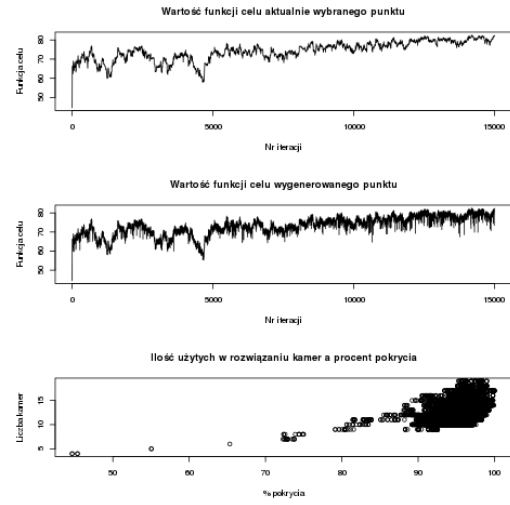 Wartość funkcji celu aktualnie wybranego punktu
Funkcja celu
80
70
60
50
0
5000
10000
15000
Nr iteracji
Wartość funkcji celu wygenerowanego punktu
Funkcja celu
80
70
60
50
0
5000
10000
15000
Nr iteracji
Ilość użytych w rozwiązaniu kamer a procent pokrycia
Liczba kamer
15
10
5
50
60
70
80
90
100
% pokrycia